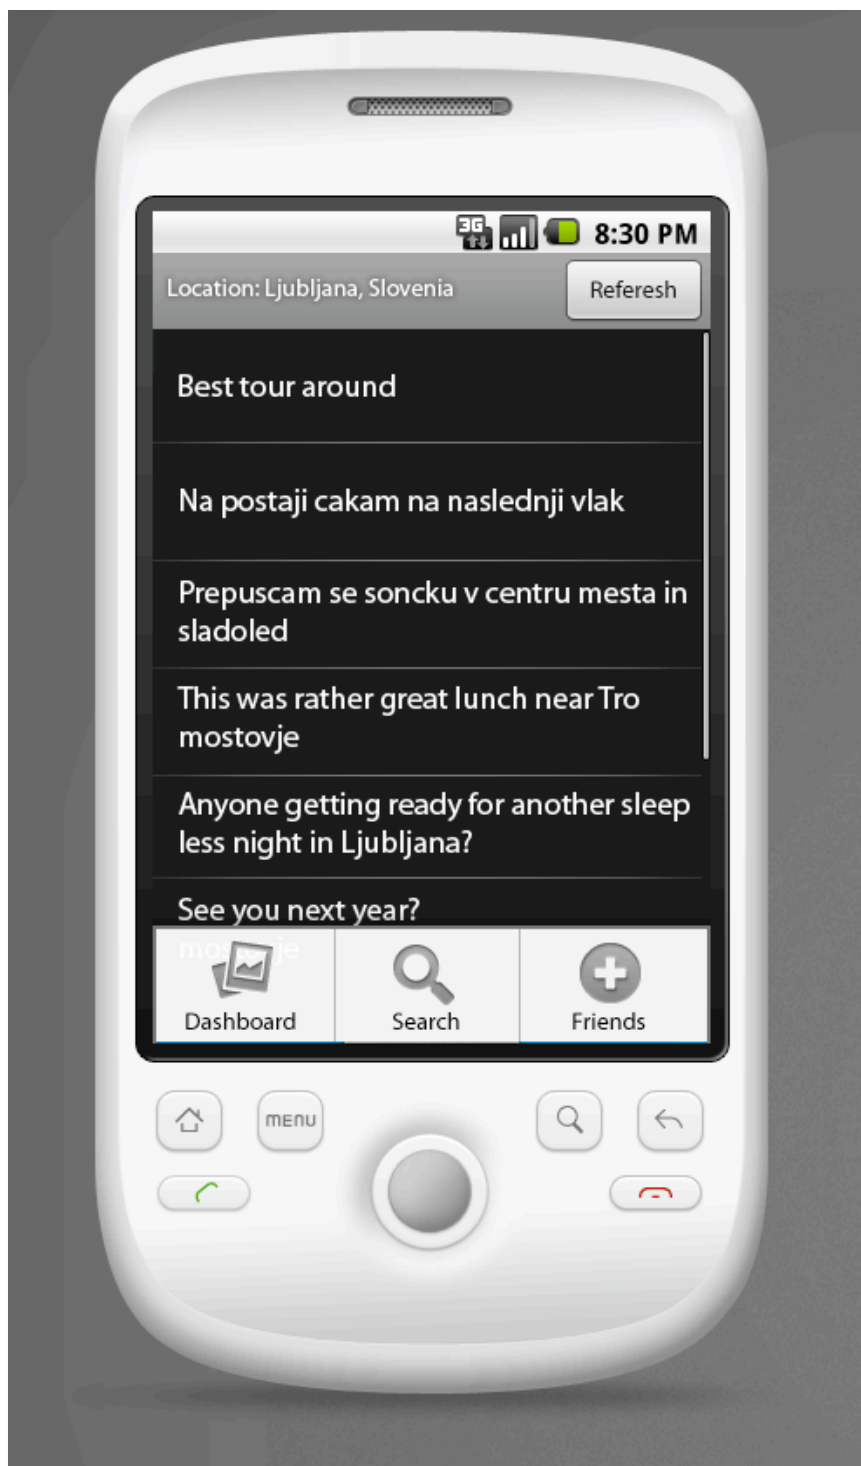 3G
8:30 PM
Location: Ljubljana, Slovenia
Referesh
Best tour around
Na postaji cakam na naslednji vlak
Prepuscam se soncku v centru mesta in
sladoled
This was rather great lunch near Tro
mostovje
Anyone getting ready for another sleep
less night in Ljubljana?
See you next year?
mostovje
Dashboard
Search
Friends
MENU